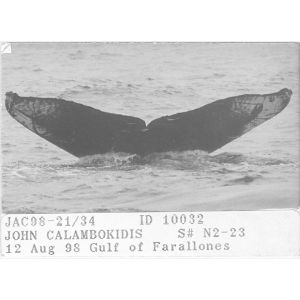 JAC98-21/34 ID 10032
JOHN CALAMBOKIDIS S# N2-23
12 Aug 98 Gulf of Farallones